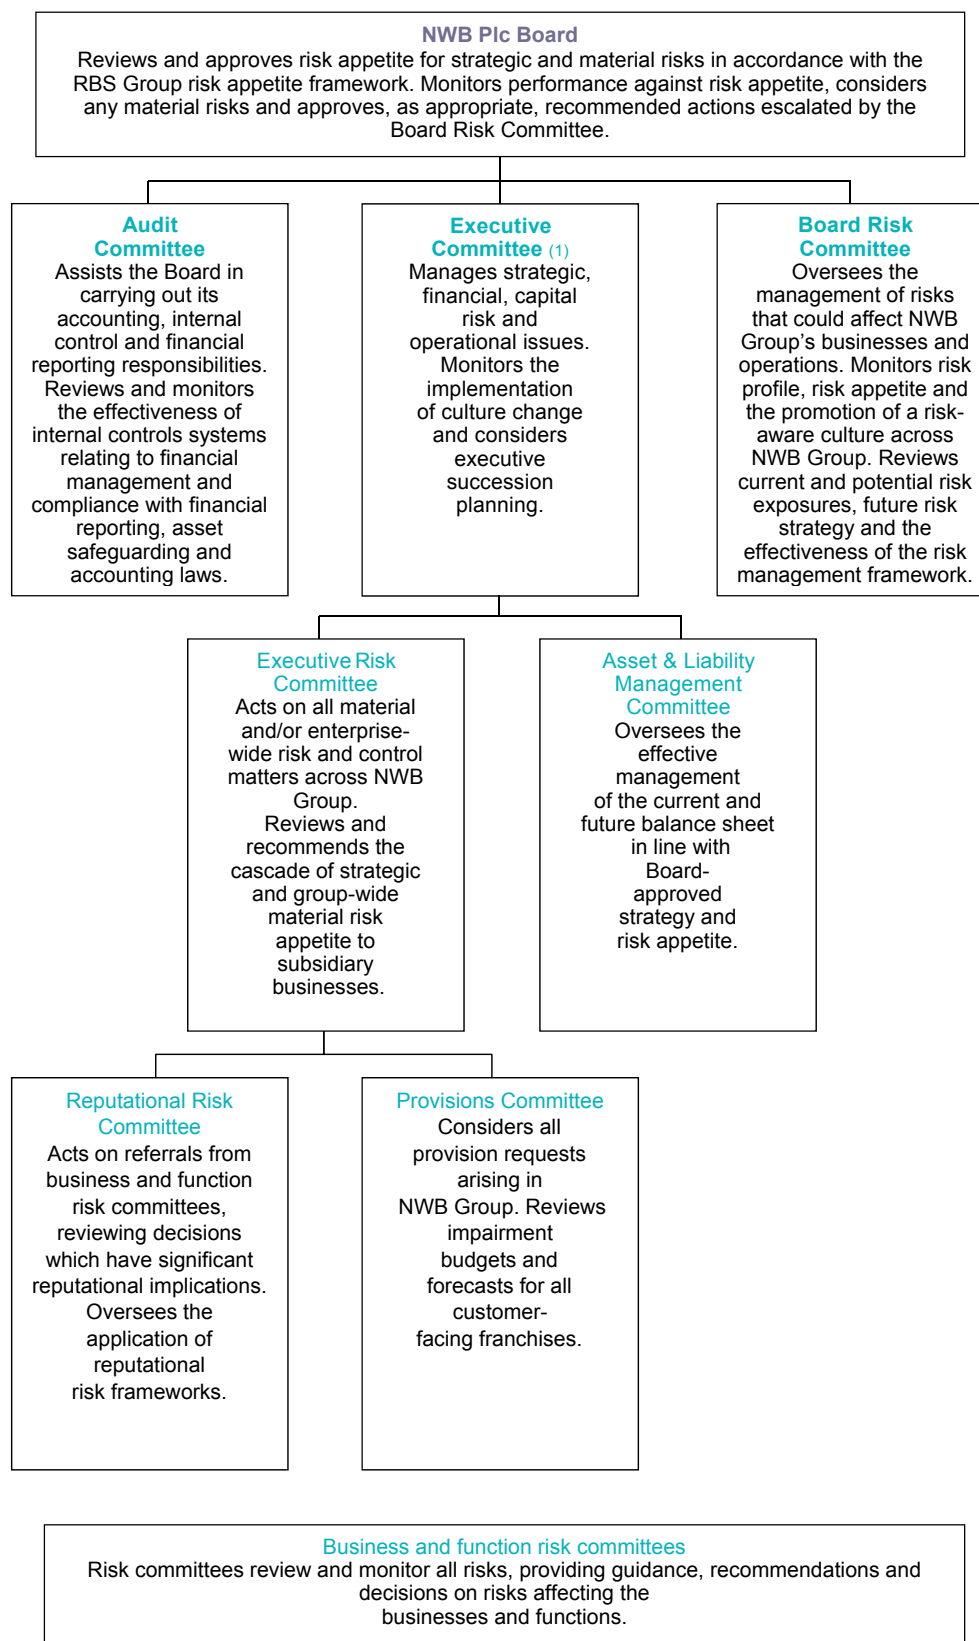 NWB Plc Board
Reviews and approves risk appetite for strategic and material risks in accordance with the
RBS Group risk appetite framework. Monitors performance against risk appetite, considers
any material risks and approves, as appropriate, recommended actions escalated by the
Board Risk Committee.
Audit
Committee
Assists the Board in
carrying out its
accounting, internal
control and financial
reporting responsibilities.
Reviews and monitors
the effectiveness of
internal controls systems
relating to financial
management and
compliance with financial
reporting, asset
safeguarding and
accounting laws.
Executive
Committee (1)
Manages strategic,
financial, capital
risk and
operational issues.
Monitors the
implementation
of culture change
and considers
executive
succession
planning.
Board Risk
Committee
Oversees the
management of risks
that could affect NWB
Group's businesses and
operations. Monitors risk
profile, risk appetite and
the promotion of a risk-
aware culture across
NWB Group. Reviews
current and potential risk
exposures, future risk
strategy and the
effectiveness of the risk
management framework.
Executive Risk
Committee
Acts on all material
and/or enterprise-
wide risk and control
matters across NWB
Group.
Reviews and
recommends the
cascade of strategic
and group-wide
material risk
appetite to
subsidiary
businesses.
Asset & Liability
Management
Committee
Oversees the
effective
management
of the current and
future balance sheet
in line with
Board-
approved
strategy and
risk appetite.
Reputational Risk
Committee
Acts on referrals from
business and function
risk committees,
reviewing decisions
which have significant
reputational implications.
Oversees the
application of
reputational
risk frameworks.
Provisions Committee
Considers all
provision requests
arising in
NWB Group. Reviews
impairment
budgets and
forecasts for all
customer-
facing franchises.
Business and function risk committees
Risk committees review and monitor all risks, providing guidance, recommendations and
decisions on risks affecting the
businesses and functions.